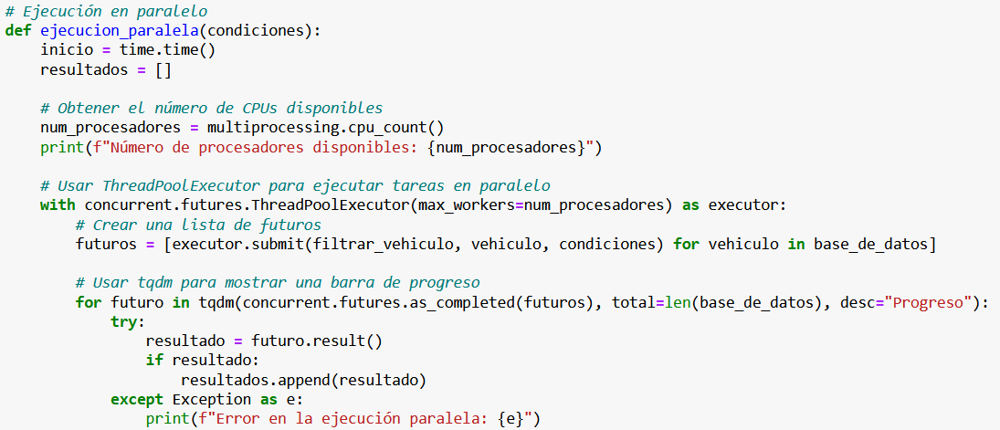 # Ejecución en paralelo
def ejecucion_paralela(condiciones):
    inicio = time.time()
    resultados = []

    # Obtener el número de CPUs disponibles
    num_procesadores = multiprocessing.cpu_count()
    print(f"Número de procesadores disponibles: {num_procesadores}")

    # Usar ThreadPoolExecutor para ejecutar tareas en paralelo
    with concurrent.futures.ThreadPoolExecutor(max_workers=num_procesadores) as executor:
        # Crear una lista de futuros
        futuros = [executor.submit(filtrar_vehiculo, vehiculo, condiciones) for vehiculo in base_de_datos]

        # Usar tqdm para mostrar una barra de progreso
        for futuro in tqdm(concurrent.futures.as_completed(futuros), total=len(base_de_datos), desc="Progreso"):
            try:
                resultado = futuro.result()
                if resultado:
                    resultados.append(resultado)
            except Exception as e:
                print(f"Error en la ejecución paralela: {e}")